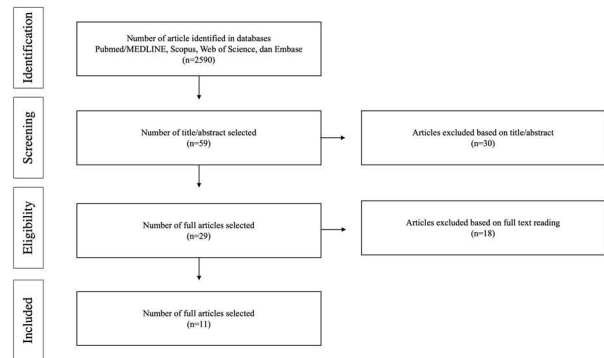 Identification
Number of article identified in databases
Pubmed/MEDLINE, Scopus, Web of Science, dan Embase
(n=2590)
Screening
Number of title/abstract selected
(n=59)
Articles excluded based on title/abstract
(n=30)
Eligibility
Number of full articles selected
(n=29)
Articles excluded based on full text reading
(n=18)
Included
Number of full articles selected
(n=11)